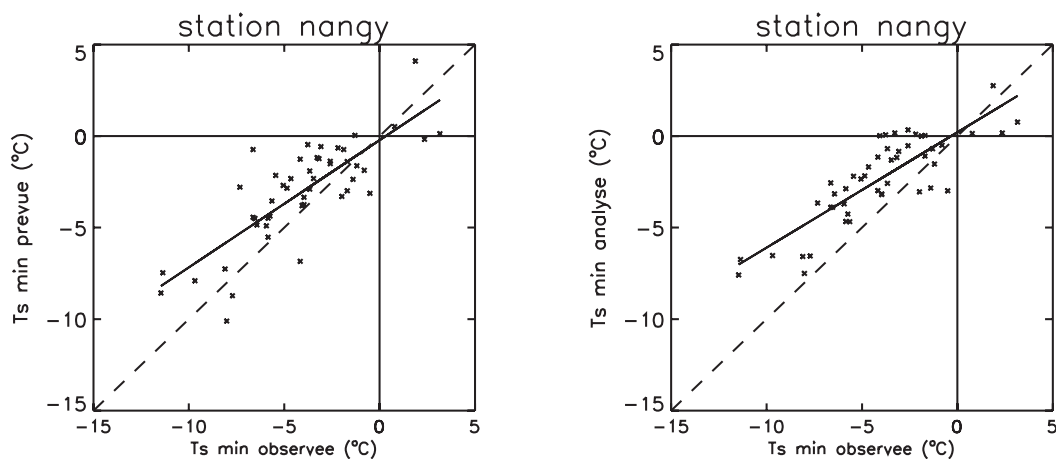 station nangy
5
0
−5
−10
−15
−15 −10 −5 0 5
Ts min prevue (°C)
Ts min observee (°C)
station nangy
5
0
−5
−10
−15
−15 −10 −5 0 5
Ts min analyse (°C)
Ts min observee (°C)